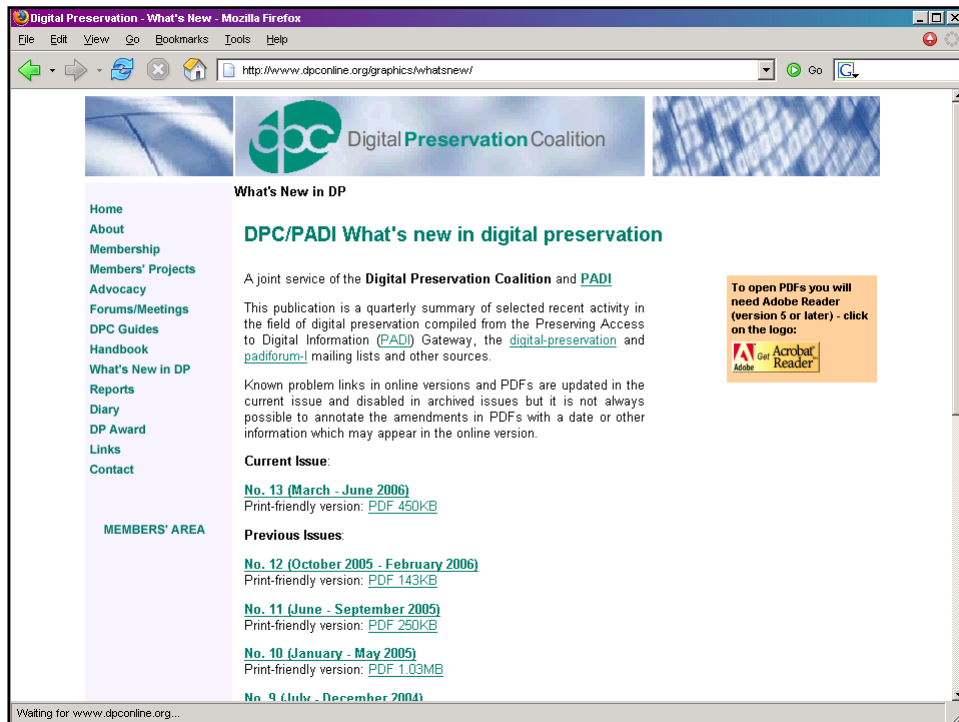 Digital Preservation - What's New - Mozilla Firefox
File Edit View Go Bookmarks Tools Help
http://www.dpconline.org/graphics/whatsnew/
Go
G
dpc Digital Preservation Coalition
What's New in DP
Home
About
Membership
Members' Projects
Advocacy
Forums/Meetings
DPC Guides
Handbook
What's New in DP
Reports
Diary
DP Award
Links
Contact
MEMBERS' AREA
DPC/PADI What's new in digital preservation
A joint service of the Digital Preservation Coalition and PADI
This publication is a quarterly summary of selected recent activity in
the field of digital preservation compiled from the Preserving Access
to Digital Information (PADI) Gateway, the digital-preservation and
padiforum-l mailing lists and other sources.
Known problem links in online versions and PDFs are updated in the
current issue and disabled in archived issues but it is not always
possible to annotate the amendments in PDFs with a date or other
information which may appear in the online version.
Current Issue:
No. 13 (March - June 2006)
Print-friendly version: PDF 450KB
Previous Issues:
No. 12 (October 2005 - February 2006)
Print-friendly version: PDF 143KB
No. 11 (June - September 2005)
Print-friendly version: PDF 250KB
No. 10 (January - May 2005)
Print-friendly version: PDF 1.03MB
No. 9 (July - December 2004)
To open PDFs you will
need Adobe Reader
(version 5 or later) - click
on the logo:
Adobe Get Acrobat Reader
Waiting for www.dpconline.org...